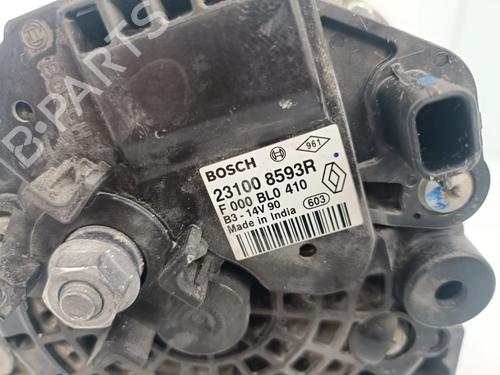 B-PARTS
961
BOSCH
23100 8593R
F 000 BL0 410
B3 - 14V 90
Made in India
603